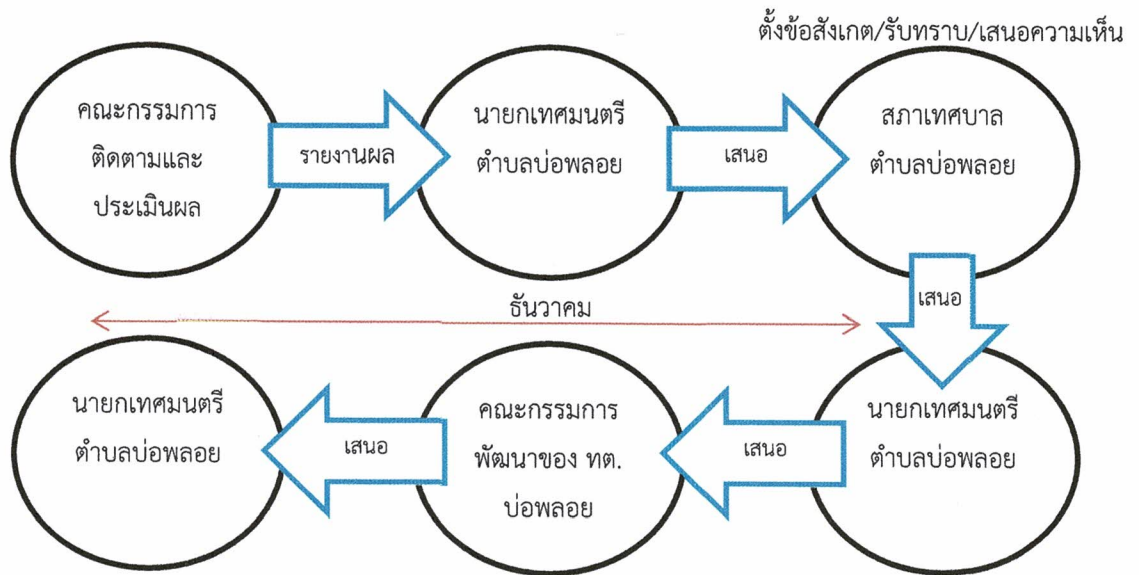 ตั้งข้อสังเกต/รับทราบ/เสนอความเห็น
คณะกรรมการ
ติดตามและ
ประเมินผล
รายงานผล
นายกเทศมนตรี
ตำบลบ่อพลอย
เสนอ
สภาเทศบาล
ตำบลบ่อพลอย
เสนอ
ธันวาคม
นายกเทศมนตรี
ตำบลบ่อพลอย
เสนอ
คณะกรรมการ
พัฒนาของ ทต.
บ่อพลอย
เสนอ
นายกเทศมนตรี
ตำบลบ่อพลอย